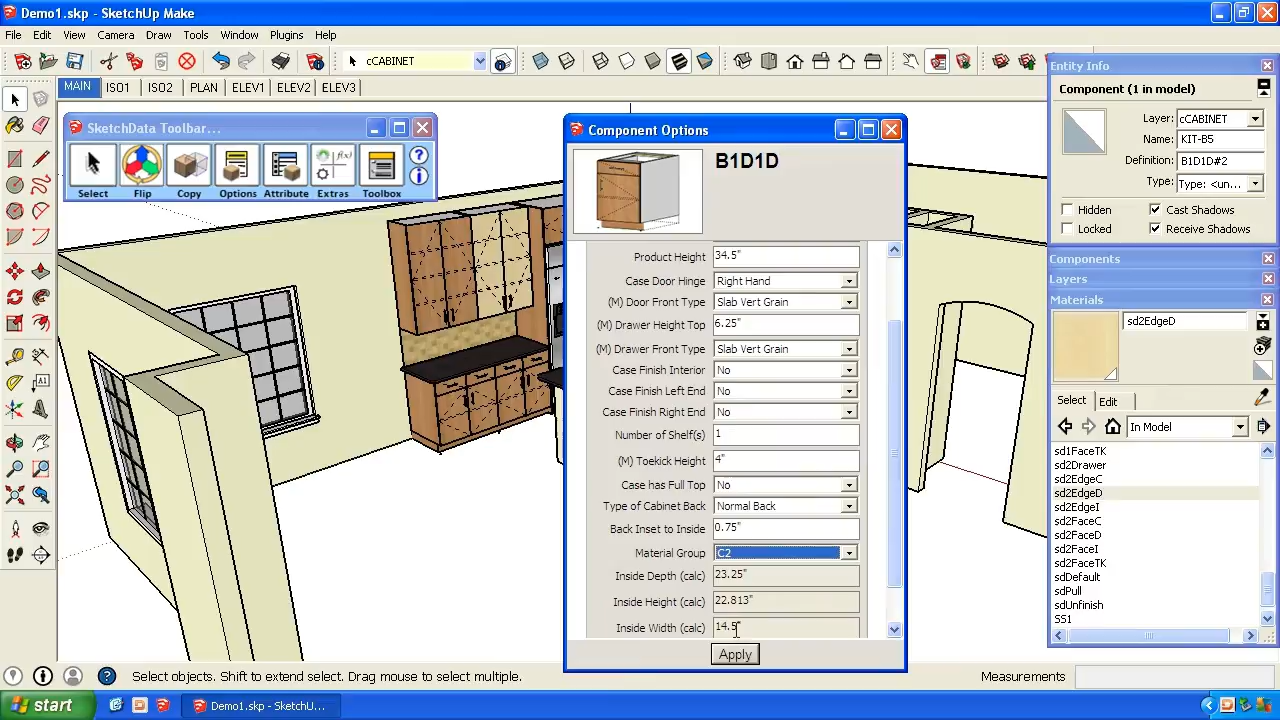 Demo1.skp - SketchUp Make
File Edit View Camera Draw Tools Window Plugins Help
cCABINET
MAIN ISO1 ISO2 PLAN ELEV1 ELEV2 ELEV3
SketchData Toolbar...
Select Flip Copy Options Attribute Extras Toolbox
Component Options
B1D1D
Product Height 34.5"
Case Door Hinge Right Hand
(M) Door Front Type Slab Vert Grain
(M) Drawer Height Top 6.25"
(M) Drawer Front Type Slab Vert Grain
Case Finish Interior No
Case Finish Left End No
Case Finish Right End No
Number of Shelf(s) 1
(M) Toekick Height 4"
Case has Full Top No
Type of Cabinet Back Normal Back
Back Inset to Inside 0.75"
Material Group C2
Inside Depth (calc) 23.25"
Inside Height (calc) 22.813"
Inside Width (calc) 14.5"
Apply
Entity Info
Component (1 in model)
Layer: cCABINET
Name: KIT-B5
Definition: B1D1D#2
Type: Type: <un...
Hidden Cast Shadows
Locked Receive Shadows
Components
Layers
Materials
sd2EdgeD
Select Edit
In Model
sd1FaceTK
sd2Drawer
sd2EdgeC
sd2EdgeD
sd2EdgeI
sd2FaceC
sd2FaceD
sd2FaceI
sd2FaceTK
sdDefault
sdPull
sdUnfinish
SS1
Select objects. Shift to extend select. Drag mouse to select multiple.
Measurements
start
Demo1.skp - SketchU...